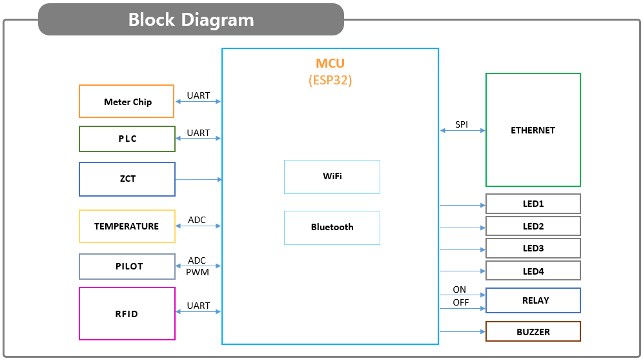 Block Diagram
MCU
(ESP32)
Meter Chip
UART
PLC
UART
ZCT
TEMPERATURE
ADC
PILOT
ADC
PWM
RFID
UART
WiFi
Bluetooth
SPI
ETHERNET
LED1
LED2
LED3
LED4
ON
OFF
RELAY
BUZZER